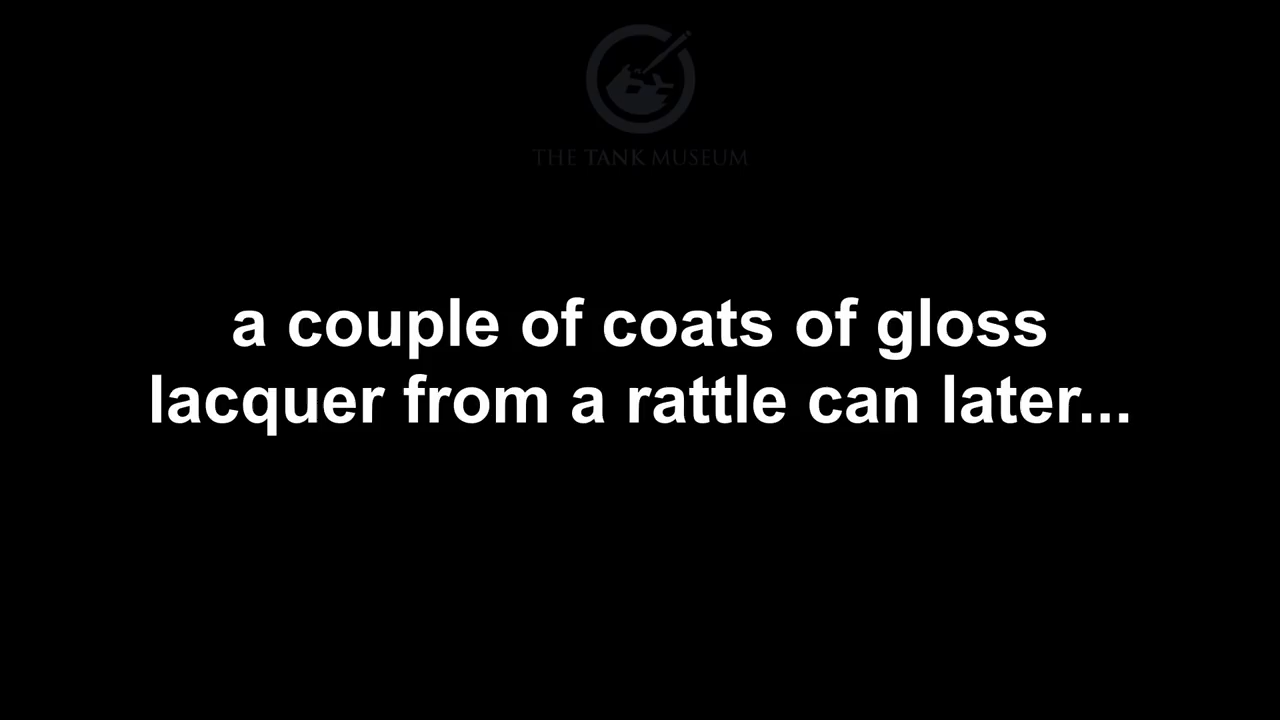 THE TANK MUSEUM
a couple of coats of gloss
lacquer from a rattle can later...